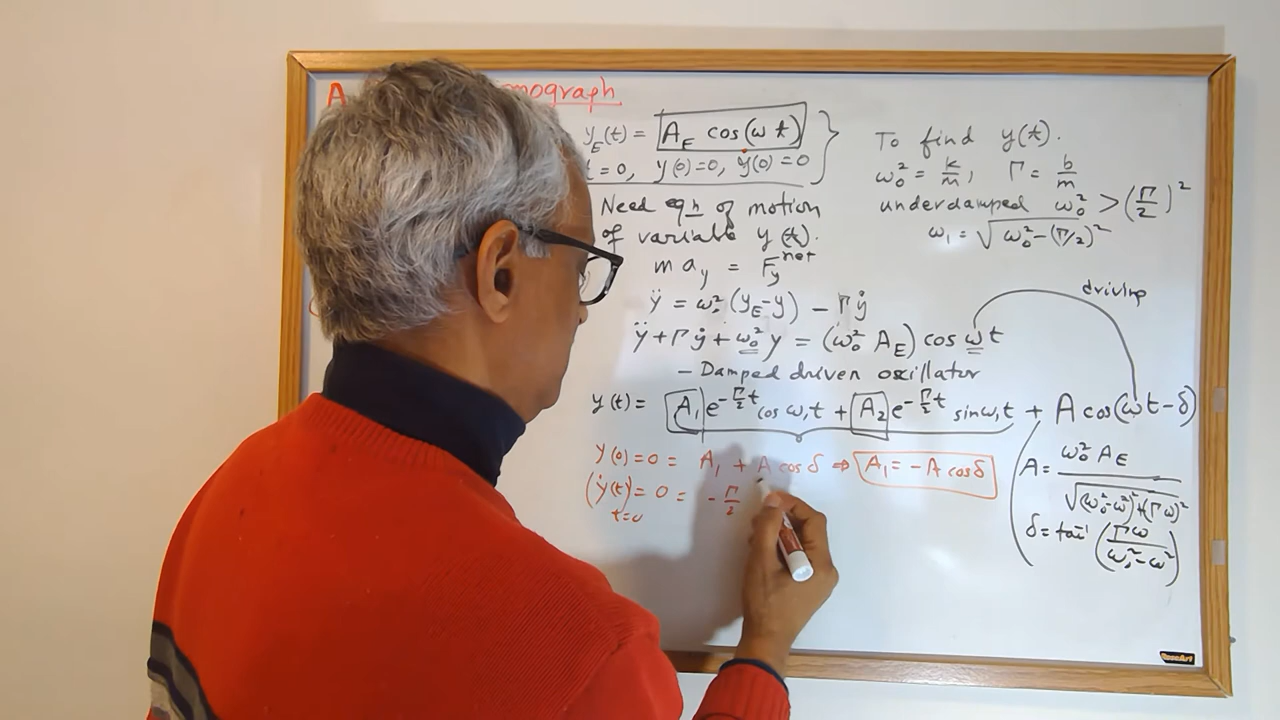 A mograph
y_E(t) = A_E cos(ωt) }
t = 0, y(0) = 0, ẏ(0) = 0
Need eqn of motion
of variable y(t).
m a_y = F_y^net
ÿ = ω₀²(y_E - y) - Γẏ
ÿ + Γẏ + ω₀² y = (ω₀² A_E) cos ωt
- Damped driven oscillator
y(t) = A₁ e^{-Γ/2 t} cos ω₁t + A₂ e^{-Γ/2 t} sin ω₁t + A cos(ωt - δ)
y(0) = 0 = A₁ + A cos δ ⇒ A₁ = - A cos δ
(ẏ(t))_{t=0} = 0 = - Γ/2
To find y(t).
ω₀² = k/m, Γ = b/m
underdamped ω₀² > (Γ/2)²
ω₁ = √(ω₀² - (Γ/2)²)
driving
A = ω₀² A_E / √((ω₀² - ω²)² + (Γω)²)
δ = tan⁻¹(Γω / (ω₀² - ω²))
RoseArt